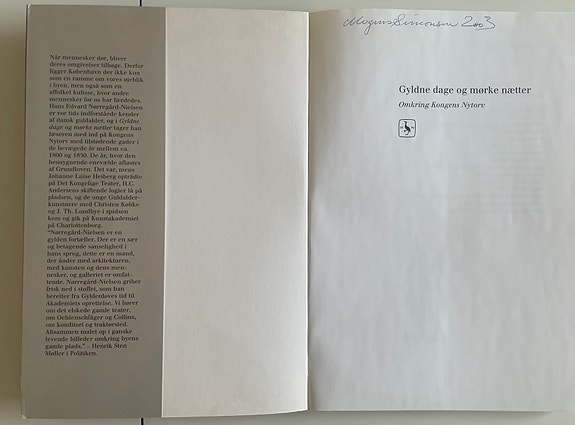 Når mennesker dør, bliver
deres omgivelser tilbage. Derfor
ligger København der ikke kun
som en ramme om vores øjeblik
i byen, men også som en
affolket kulisse, hvor andre
mennesker før os har færdedes.
Hans Edvard Nørregård-Nielsen
er vor tids indforståede kender
af dansk guldalder, og i Gyldne
dage og mørke nætter tager han
læseren med ind på Kongens
Nytorv med tilstødende gader i
de bevægede år mellem ca.
1800 og 1850. De år, hvor den
hensygnende enevælde afløstes
af Grundloven. Det var, mens
Johanne Luise Heiberg optrådte
på Det Kongelige Teater, H.C.
Andersens skiftende logier lå på
pladsen, og de unge Guldalder-
kunstnere med Christen Købke
og J. Th. Lundbye i spidsen
kom og gik på Kunstakademiet
på Charlottenborg.
"Nørregård-Nielsen er en
gylden fortæller. Der er en sær
og betagende sanselighed i
hans sprog, dette er en mand,
der ånder med arkitekturen,
med kunsten og dens men-
nesker, og galleriet er omfat-
tende. Nørregård-Nielsen griber
frisk ned i stoffet, som han
beretter fra Gyldenløves tid til
Akademiets oprettelse. Vi hører
om det elskede gamle teater,
om Oehlenschläger og Collins,
om konditori og traktørsted.
Altsammen malet op i ganske
levende billeder omkring byens
gamle plads." – Henrik Sten
Møller i Politiken.
Mogens Simonsen 2003
Gyldne dage og mørke nætter
Omkring Kongens Nytorv